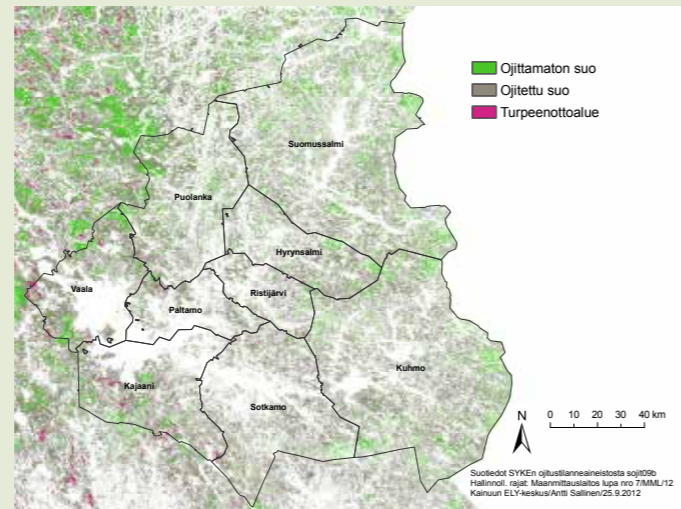 Ojittamaton suo
Ojitettu suo
Turpeenottoalue
Suomussalmi
Puolanka
Hyrynsalmi
Vaala
Ristijärvi
Paltamo
Kuhmo
Kajaani
Sotkamo
N
0 10 20 30 40 km
Suotiedot SYKEn ojitustilanneaineistosta sojit09b
Hallinnoll. rajat: Maanmittauslaitos lupa nro 7/MML/12
Kainuun ELY-keskus/Antti Sallinen/25.9.2012